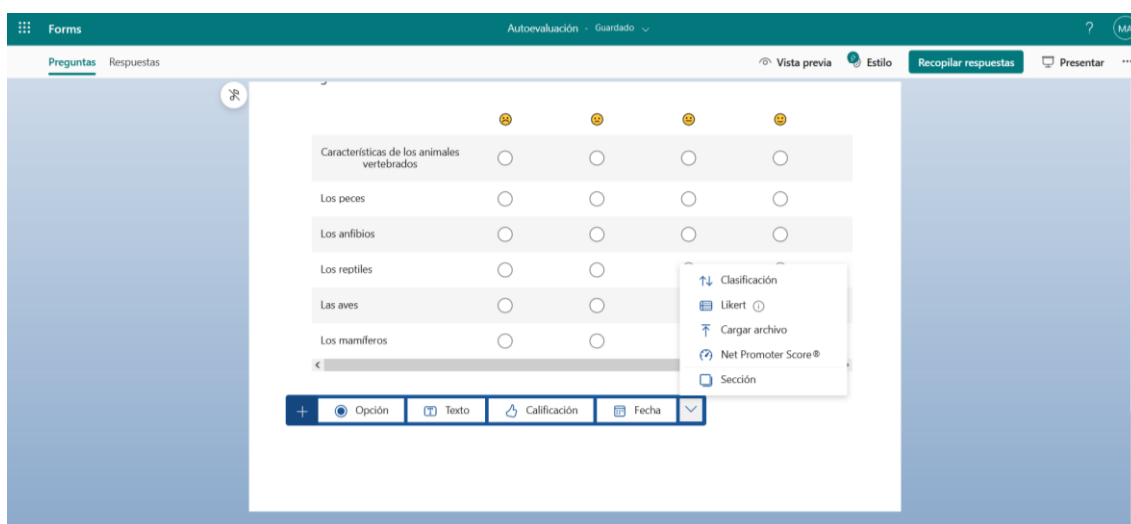 Forms
Autoevaluación - Guardado
?
MA
Preguntas Respuestas
Vista previa
Estilo
Recopilar respuestas
Presentar
Características de los animales
vertebrados
Los peces
Los anfibios
Los reptiles
Las aves
Los mamíferos
Clasificación
Likert
Cargar archivo
Net Promoter Score®
Sección
Opción
Texto
Calificación
Fecha